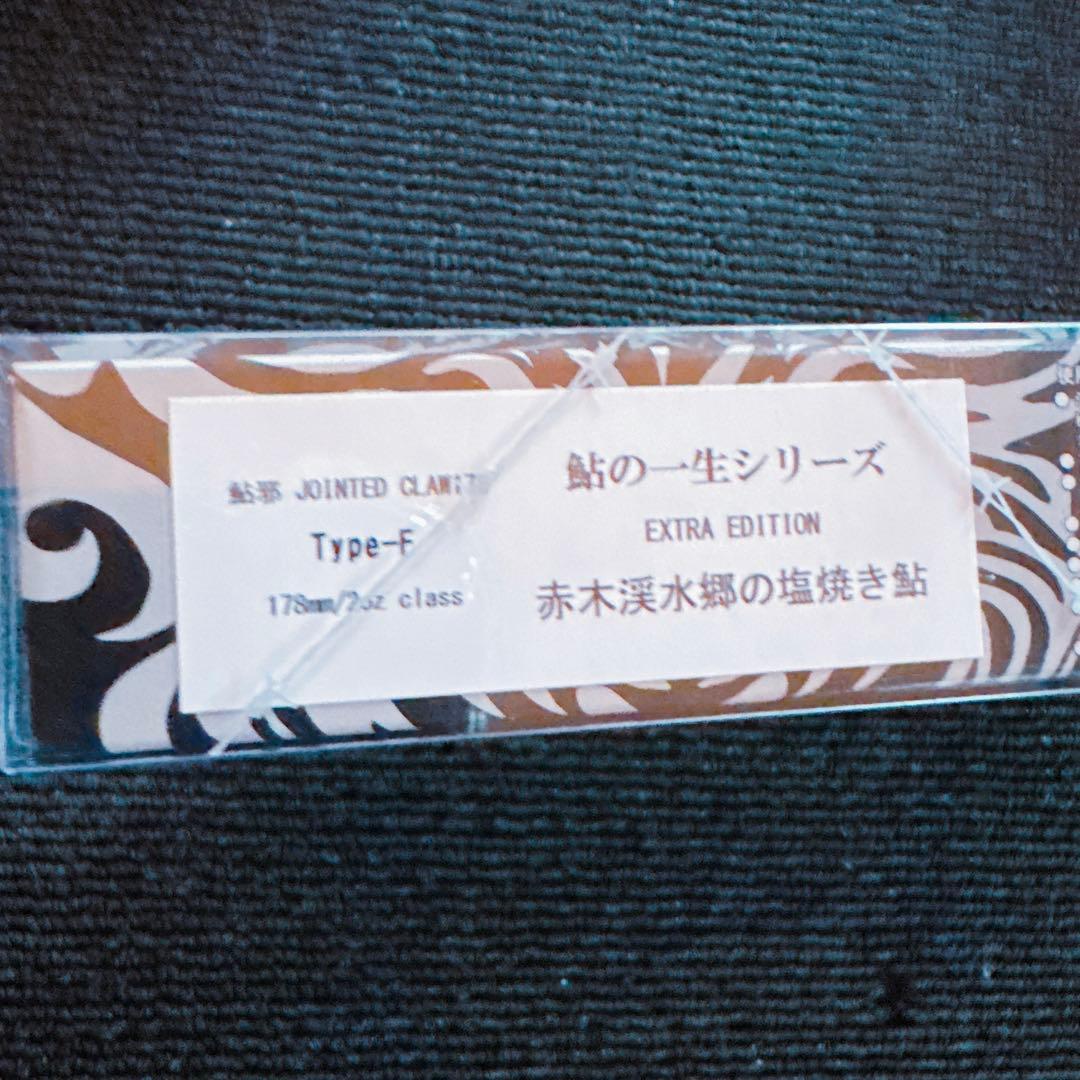 鮎邪 JOINTED CLAW
Type-F
178mm/2oz class
鮎の一生シリーズ
EXTRA EDITION
赤木渓水郷の塩焼き鮎